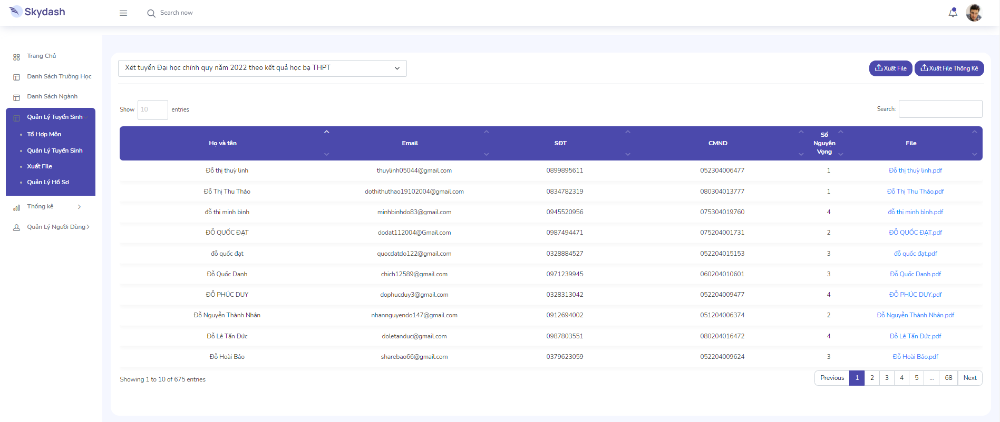 Skydash
Search now
Trang Chủ
Danh Sách Trường Học
Danh Sách Ngành
Quản Lý Tuyển Sinh
Tổ Hợp Môn
Quản Lý Tuyển Sinh
Xuất File
Quản Lý Hồ Sơ
Thống kê
Quản Lý Người Dùng
Xét tuyển Đại học chính quy năm 2022 theo kết quả học bạ THPT
Xuất File Xuất File Thống Kê
Show 10 entries Search:
Họ và tên Email SĐT CMND Số Nguyện Vọng File
Đỗ thị thuỳ linh thuylinh05044@gmail.com 0899895611 052304006477 1 Đỗ thị thuỳ linh.pdf
Đỗ Thị Thu Thảo dothithuthao19102004@gmail.com 0834782319 080304013777 1 Đỗ Thị Thu Thảo.pdf
đỗ thị minh bình minhbinhdo83@gmail.com 0945520956 075304019760 4 đỗ thị minh bình.pdf
ĐỖ QUỐC ĐẠT dodat112004@Gmail.com 0987494471 075204001731 2 ĐỖ QUỐC ĐẠT.pdf
đỗ quốc đạt quocdatdo122@gmail.com 0328884527 052204015153 3 đỗ quốc đạt.pdf
Đỗ Quốc Danh chich12589@gmail.com 0971239945 060204010601 3 Đỗ Quốc Danh.pdf
ĐỖ PHÚC DUY dophucduy3@gmail.com 0328313042 052204009477 4 ĐỖ PHÚC DUY.pdf
Đỗ Nguyễn Thành Nhân nhannguyendo147@gmail.com 0912694002 051204006374 2 Đỗ Nguyễn Thành Nhân.pdf
Đỗ Lê Tấn Đức doletanduc@gmail.com 0987803551 080204016472 4 Đỗ Lê Tấn Đức.pdf
Đỗ Hoài Bảo sharebao66@gmail.com 0379623059 052204009624 3 Đỗ Hoài Bảo.pdf
Showing 1 to 10 of 675 entries Previous 1 2 3 4 5 ... 68 Next